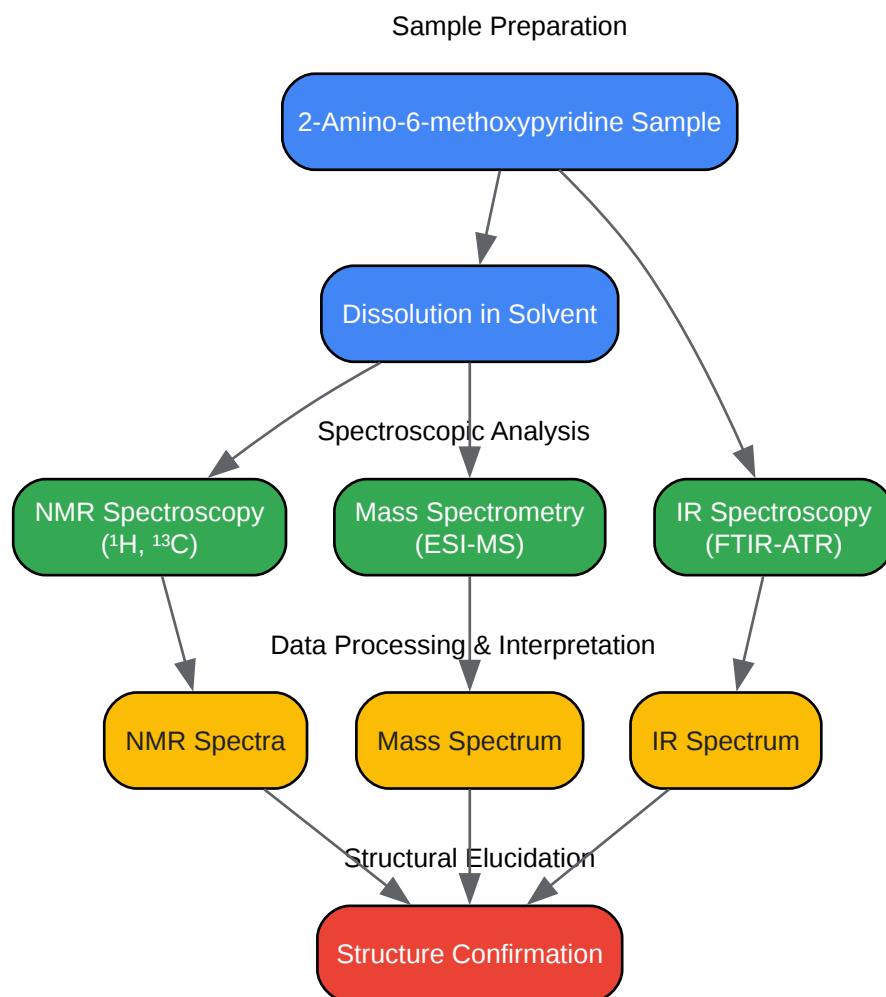 Sample Preparation
2-Amino-6-methoxypyridine Sample
Dissolution in Solvent
Spectroscopic Analysis
NMR Spectroscopy
(¹H, ¹³C)
Mass Spectrometry
(ESI-MS)
IR Spectroscopy
(FTIR-ATR)
Data Processing & Interpretation
NMR Spectra
Mass Spectrum
IR Spectrum
Structural Elucidation
Structure Confirmation